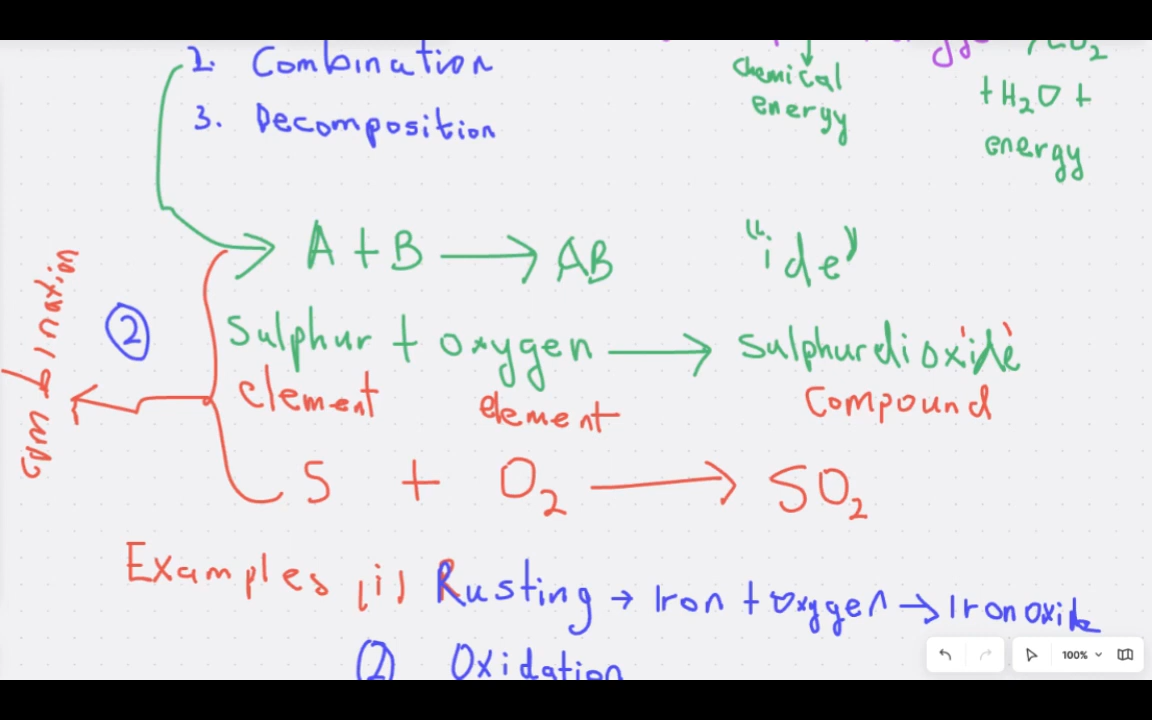 2. Combination
3. Decomposition
chemical
energy
CO2
+ H2O +
energy
A + B → AB "ide"
combination
②
Sulphur + oxygen → Sulphurdioxide
element element Compound
S + O2 → SO2
Examples (i) Rusting → Iron + oxygen → Iron oxide
(2) Oxidation
100%